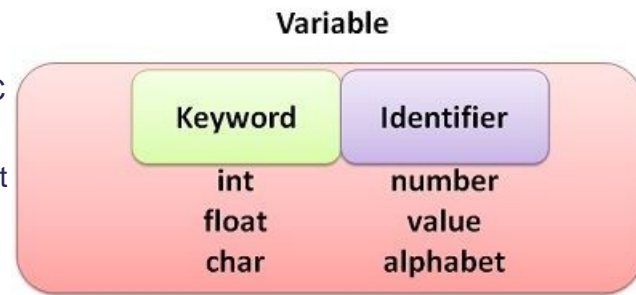 Variable
C
Keyword Identifier
t
int number
float value
char alphabet